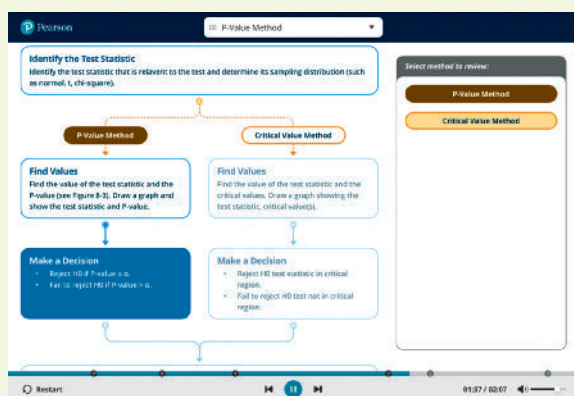 Pearson
P-Value Method
Identify the Test Statistic
Identify the test statistic that is relavent to the test and determine its sampling distribution (such
as normal, t, chi-square).
P-Value Method
Critical Value Method
Find Values
Find the value of the test statistic and the
P-value (see Figure 8-3). Draw a graph and
show the test statistic and P-value.
Find Values
Find the value of the test statistic and the
critical values. Draw a graph showing the
test statistic, critical value(s).
Make a Decision
• Reject H0 if P-value ≤ α.
• Fail to reject H0 if P-value > α.
Make a Decision
• Reject H0 test statistic in critical
region.
• Fail to reject H0 test not in critical
region.
Select method to review:
P-Value Method
Critical Value Method
Restart
01:37 / 02:07